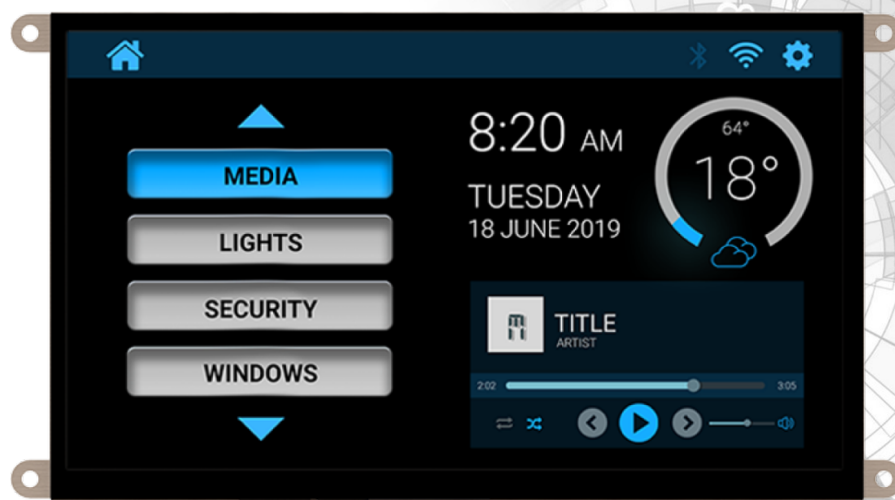 MEDIA
LIGHTS
SECURITY
WINDOWS
8:20 AM
TUESDAY
18 JUNE 2019
64°
18°
TITLE
ARTIST
2:02
3:05